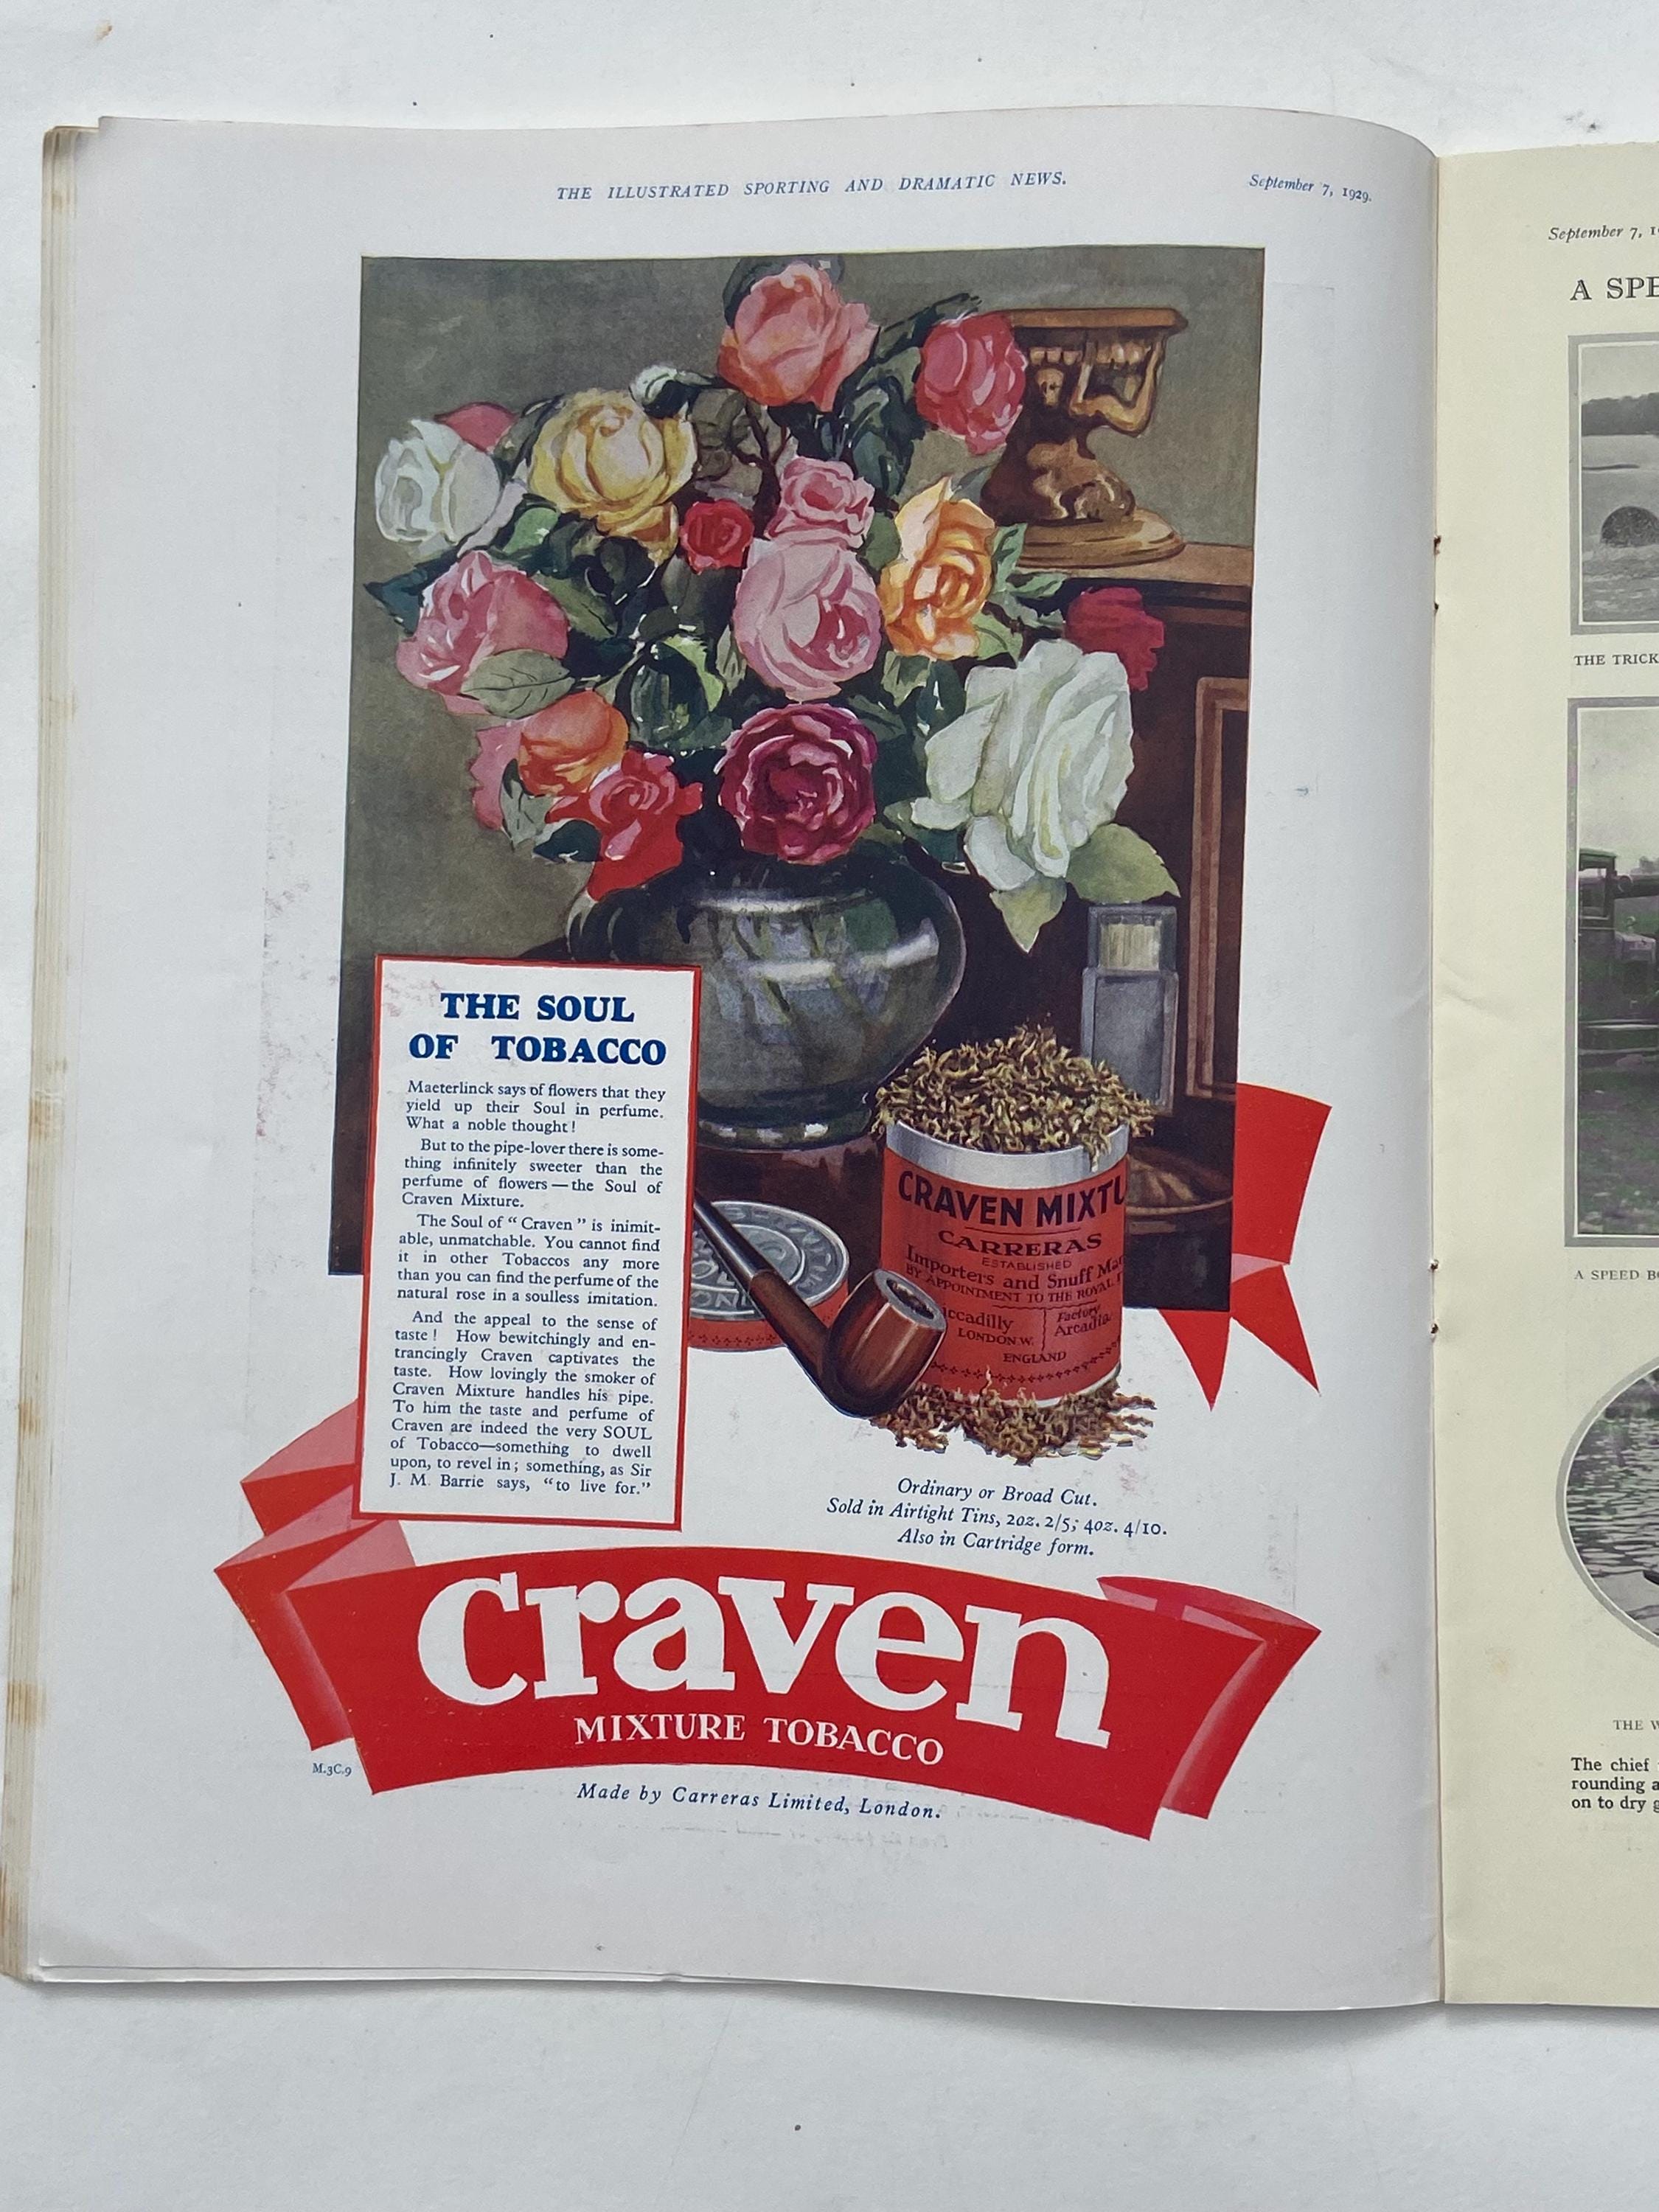 THE ILLUSTRATED SPORTING AND DRAMATIC NEWS.
September 7, 1929.
THE SOUL
OF TOBACCO
Maeterlinck says of flowers that they
yield up their Soul in perfume.
What a noble thought!
But to the pipe-lover there is some-
thing infinitely sweeter than the
perfume of flowers—the Soul of
Craven Mixture.
The Soul of “Craven” is inimit-
able, unmatchable. You cannot find
it in other Tobaccos any more
than you can find the perfume of the
natural rose in a soulless imitation.
And the appeal to the sense of
taste! How bewitchingly and en-
trancingly Craven captivates the
taste. How lovingly the smoker of
Craven Mixture handles his pipe.
To him the taste and perfume of
Craven are indeed the very SOUL
of Tobacco—something to dwell
upon, to revel in; something, as Sir
J. M. Barrie says, “to live for.”
CRAVEN MIXTU
CARRERAS
ESTABLISHED
Importers and Snuff Ma
BY APPOINTMENT TO THE ROYAL
iccadilly
LONDON.W.
Factory
Arcadia
ENGLAND
Ordinary or Broad Cut.
Sold in Airtight Tins, 2oz. 2/5; 4oz. 4/10.
Also in Cartridge form.
craven
MIXTURE TOBACCO
M.3C.9
Made by Carreras Limited, London.
September 7, 1
A SPE
THE TRICK
A SPEED B
THE W
The chief
rounding a
on to dry g